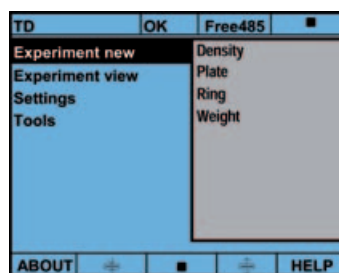 TD OK Free485
Experiment new
Experiment view
Settings
Tools
Density
Plate
Ring
Weight
ABOUT HELP